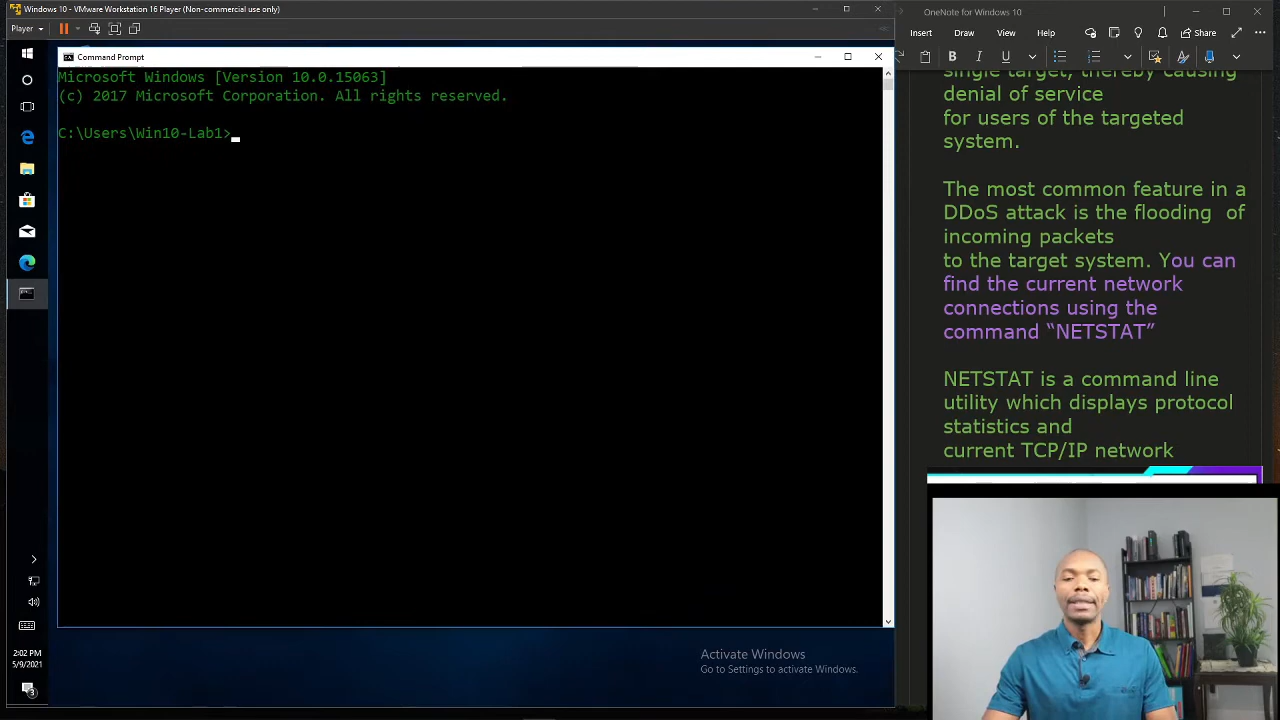 Windows 10 - VMware Workstation 16 Player (Non-commercial use only)
Player
Command Prompt
Microsoft Windows [Version 10.0.15063]
(c) 2017 Microsoft Corporation. All rights reserved.
C:\Users\Win10-Lab1>
Activate Windows
Go to Settings to activate Windows.
2:02 PM
5/9/2021
3
OneNote for Windows 10
Insert Draw View Help Share
B I U
single target, thereby causing
denial of service
for users of the targeted
system.
The most common feature in a
DDoS attack is the flooding of
incoming packets
to the target system. You can
find the current network
connections using the
command “NETSTAT”
NETSTAT is a command line
utility which displays protocol
statistics and
current TCP/IP network